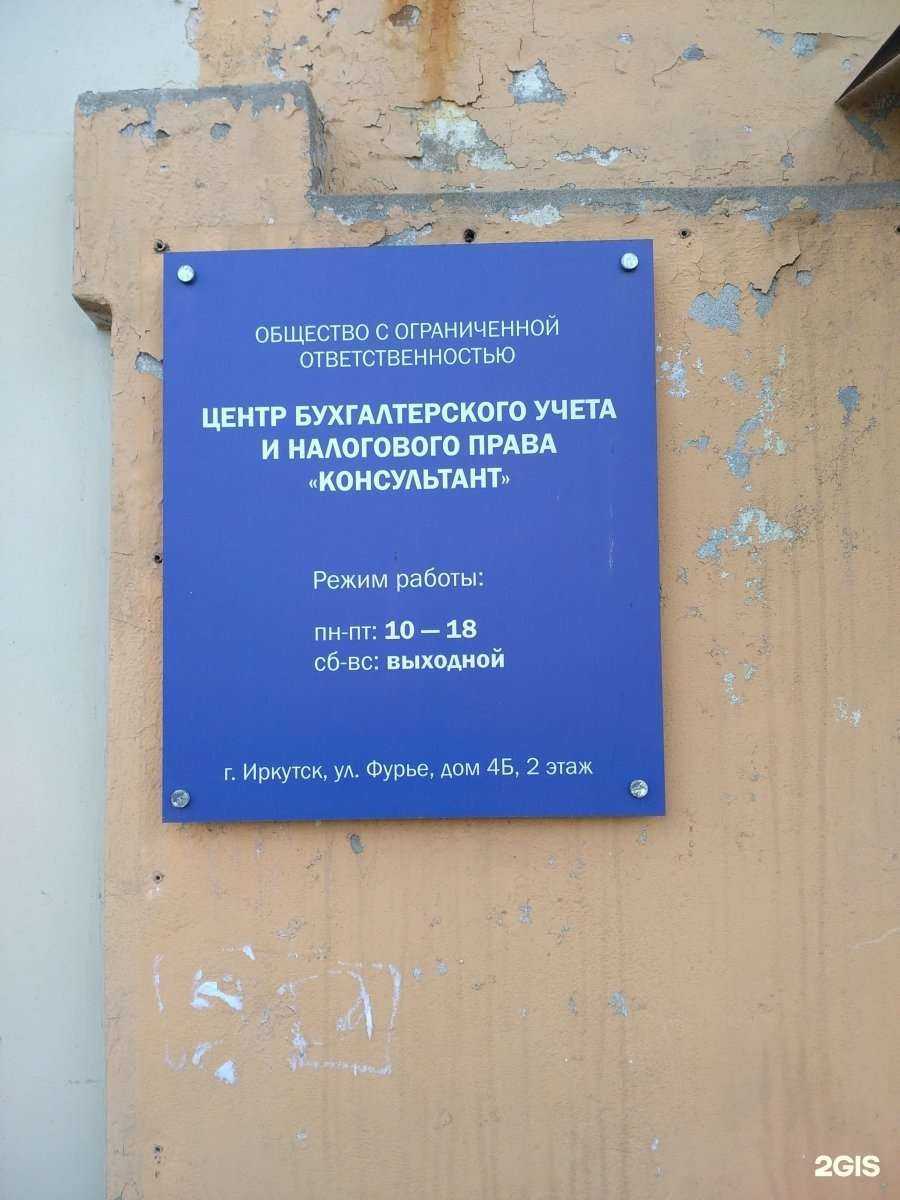 ОБЩЕСТВО С ОГРАНИЧЕННОЙ
ОТВЕТСТВЕННОСТЬЮ
ЦЕНТР БУХГАЛТЕРСКОГО УЧЕТА
И НАЛОГОВОГО ПРАВА
«КОНСУЛЬТАНТ»
Режим работы:
пн-пт: 10 — 18
сб-вс: выходной
г. Иркутск, ул. Фурье, дом 4Б, 2 этаж
2GIS